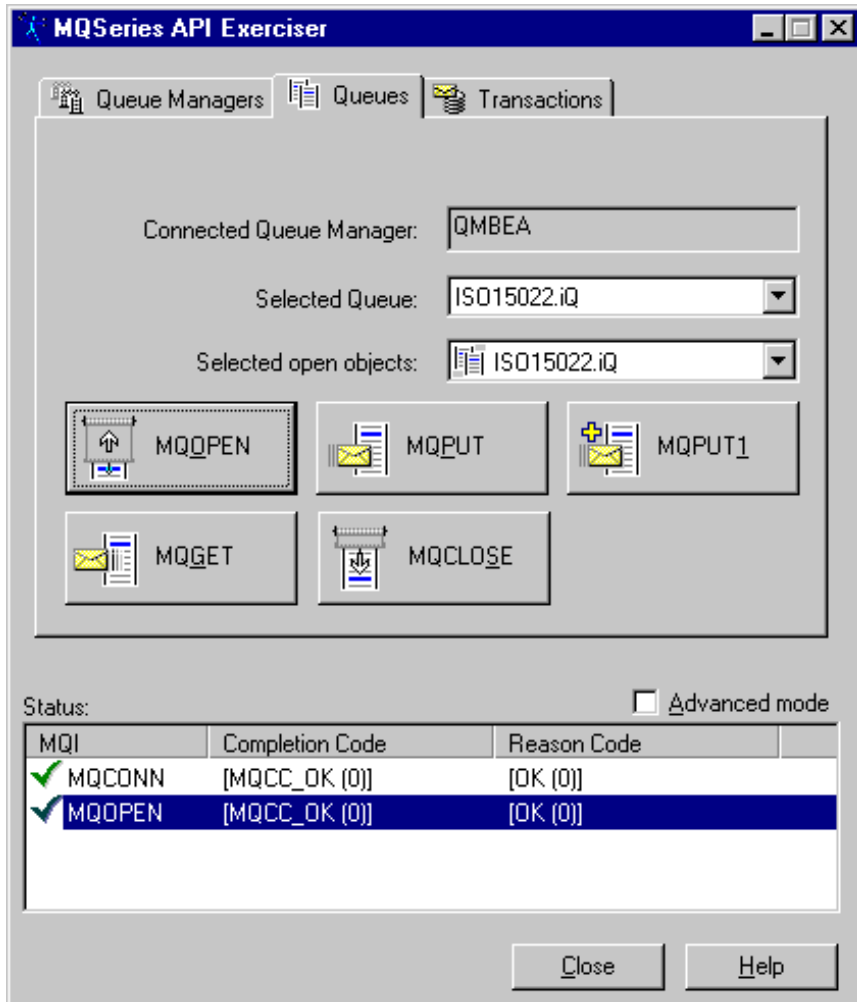 MQSeries API Exerciser
Queue Managers Queues Transactions
Connected Queue Manager: QMBEA
Selected Queue: ISO15022.iQ
Selected open objects: ISO15022.iQ
MQOPEN MQPUT MQPUT1
MQGET MQCLOSE
Status: Advanced mode
MQI Completion Code Reason Code
MQCONN [MQCC_OK (0)] [OK (0)]
MQOPEN [MQCC_OK (0)] [OK (0)]
Close Help